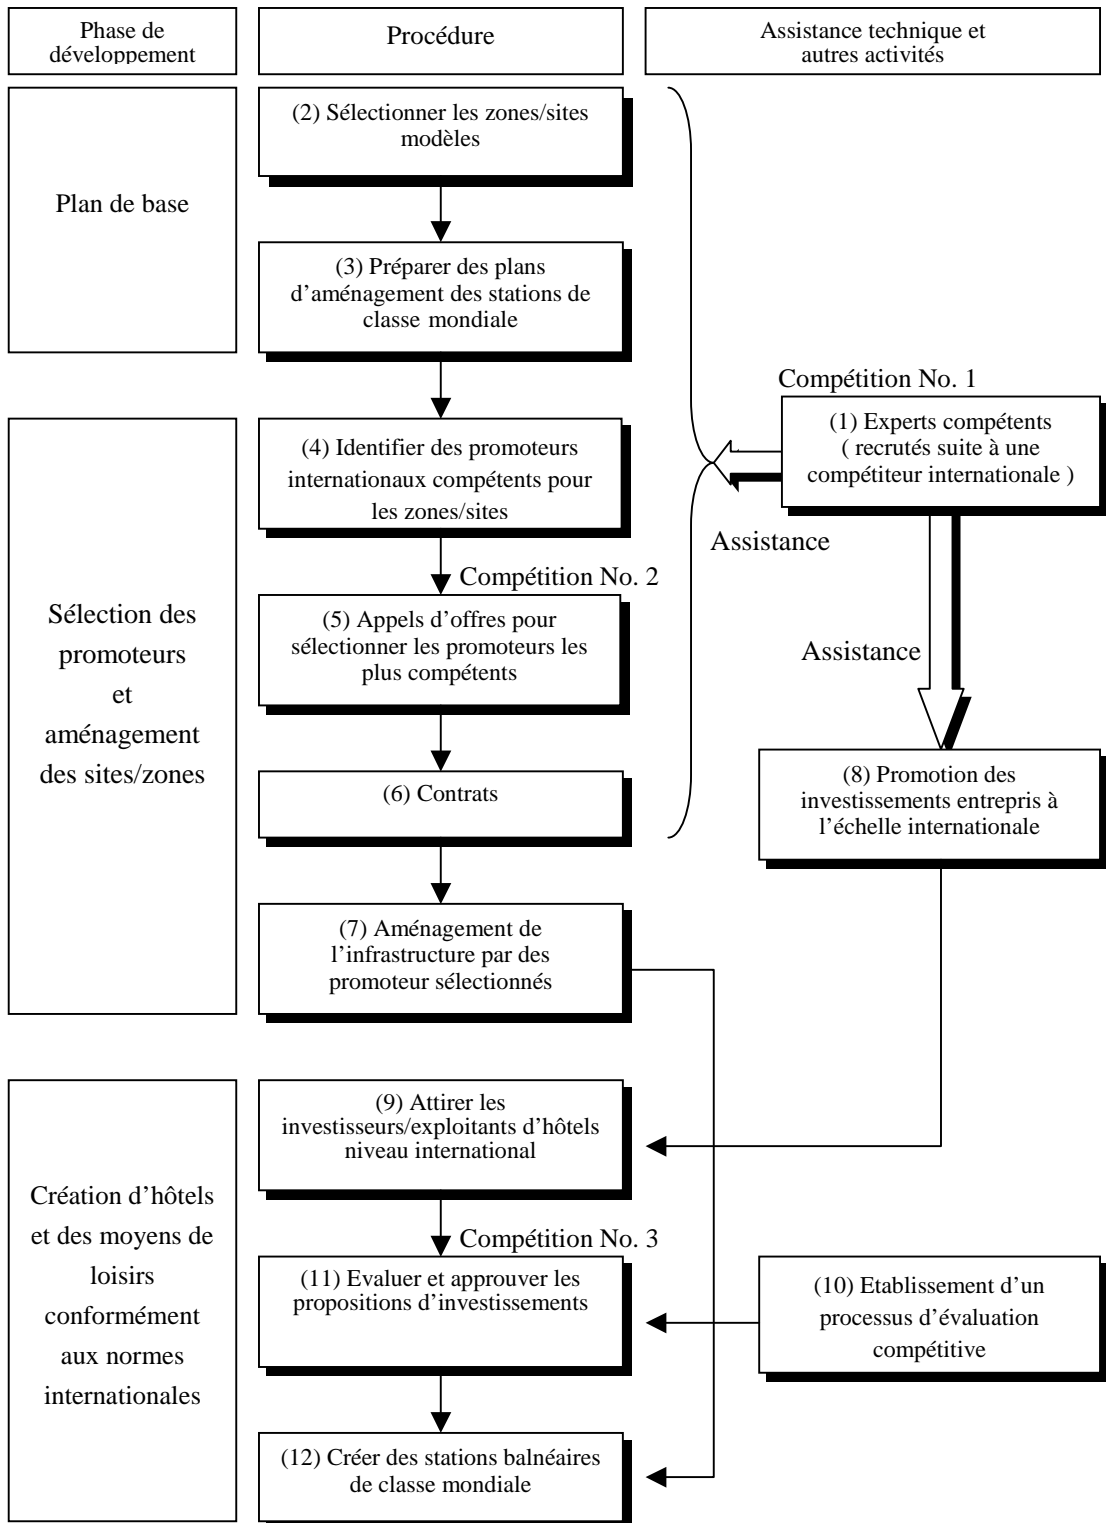 Phase de
développement
Procédure
Assistance technique et
autres activités
Plan de base
(2) Sélectionner les zones/sites
modèles
(3) Préparer des plans
d’aménagement des stations de
classe mondiale
Compétition No. 1
(1) Experts compétents
( recrutés suite à une
compétiteur internationale )
Assistance
Assistance
Sélection des
promoteurs
et
aménagement
des sites/zones
(4) Identifier des promoteurs
internationaux compétents pour
les zones/sites
Compétition No. 2
(5) Appels d’offres pour
sélectionner les promoteurs les
plus compétents
(6) Contrats
(7) Aménagement de
l’infrastructure par des
promoteur sélectionnés
(8) Promotion des
investissements entrepris à
l’échelle internationale
Création d’hôtels
et des moyens de
loisirs
conformément
aux normes
internationales
(9) Attirer les
investisseurs/exploitants d’hôtels
niveau international
Compétition No. 3
(11) Evaluer et approuver les
propositions d’investissements
(10) Etablissement d’un
processus d’évaluation
compétitive
(12) Créer des stations balnéaires
de classe mondiale